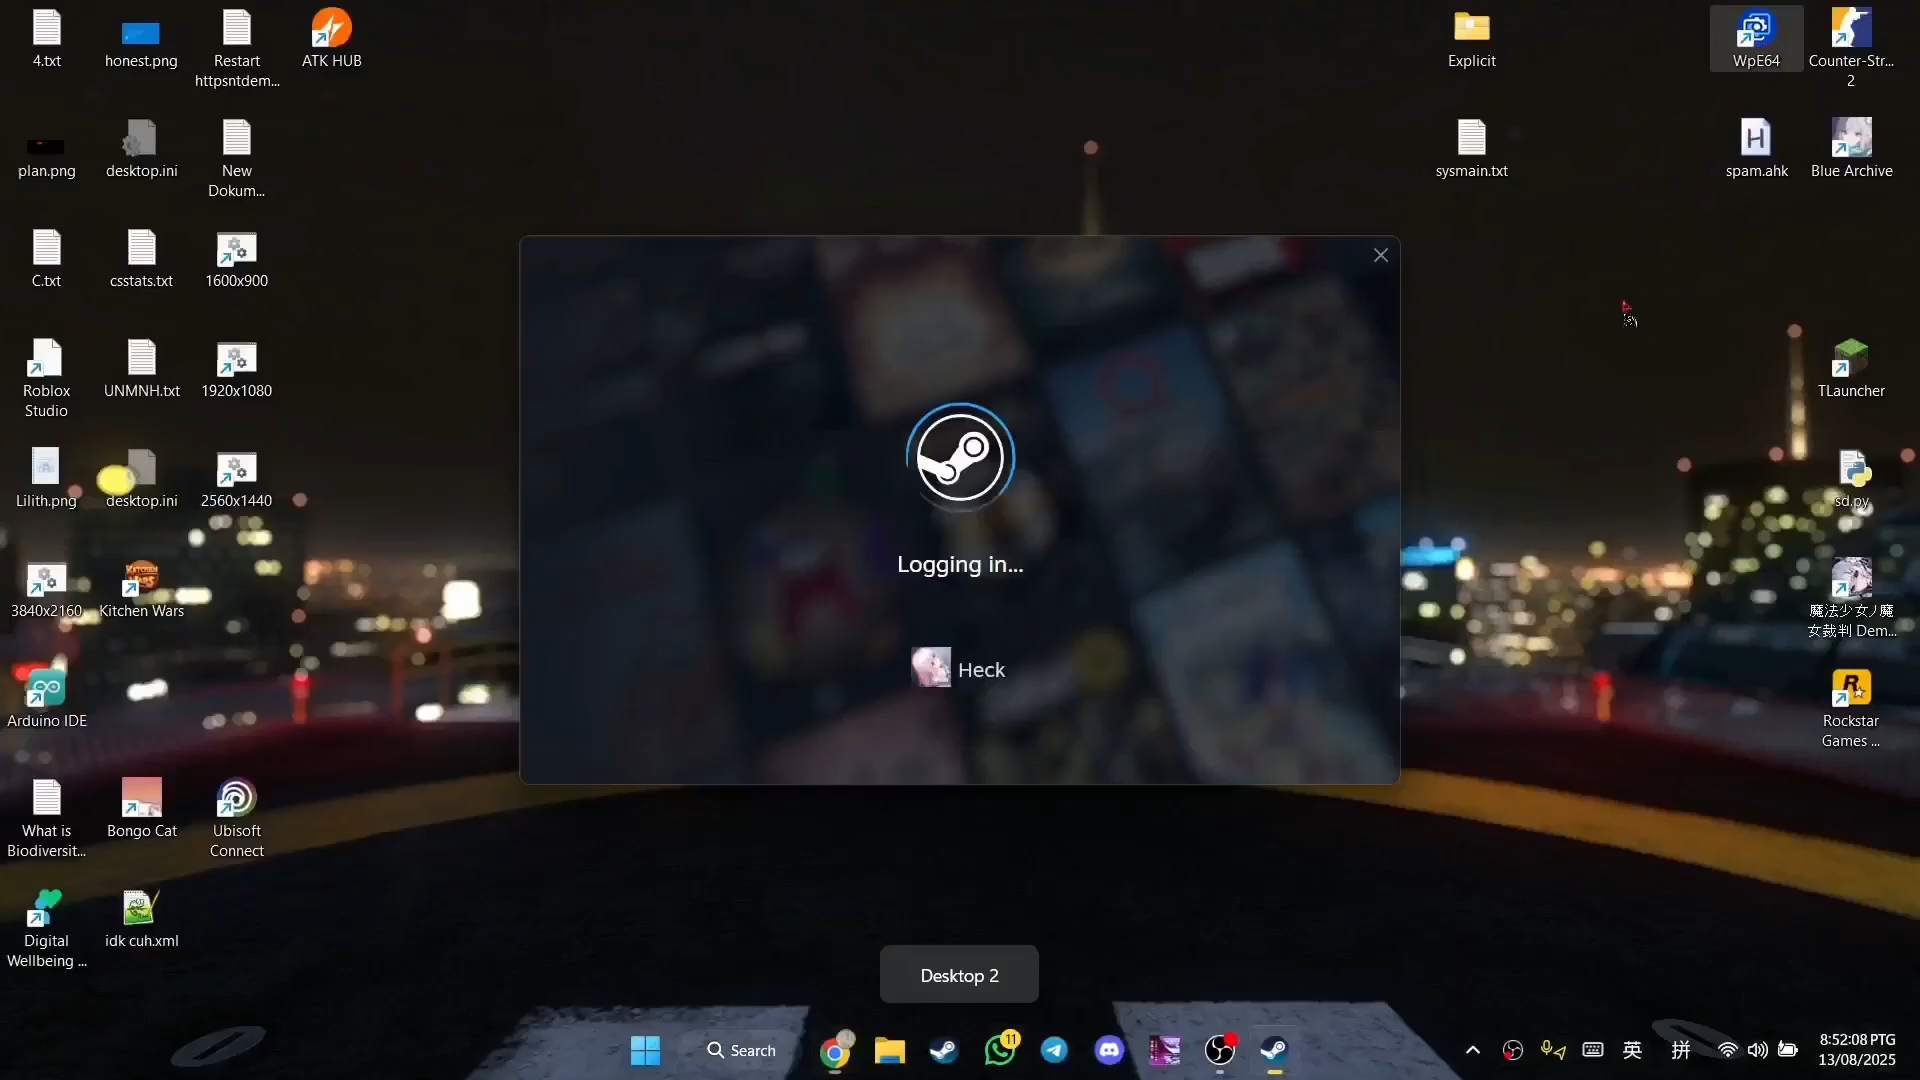 4.txt
honest.png
Restart
httpsntdem...
ATK HUB
Explicit
WpE64
Counter-Str...
2
plan.png
desktop.ini
New
Dokum...
sysmain.txt
spam.ahk
Blue Archive
C.txt
csstats.txt
1600x900
Roblox
Studio
UNMNH.txt
1920x1080
TLauncher
Lilith.png
desktop.ini
2560x1440
sd.py
Logging in...
3840x2160
Kitchen Wars
魔法少女ノ魔
女裁判 Dem...
Heck
Arduino IDE
Rockstar
Games ...
What is
Biodiversit...
Bongo Cat
Ubisoft
Connect
Digital
Wellbeing ...
idk cuh.xml
Desktop 2
Search
11
英
拼
8:52:08 PTG
13/08/2025